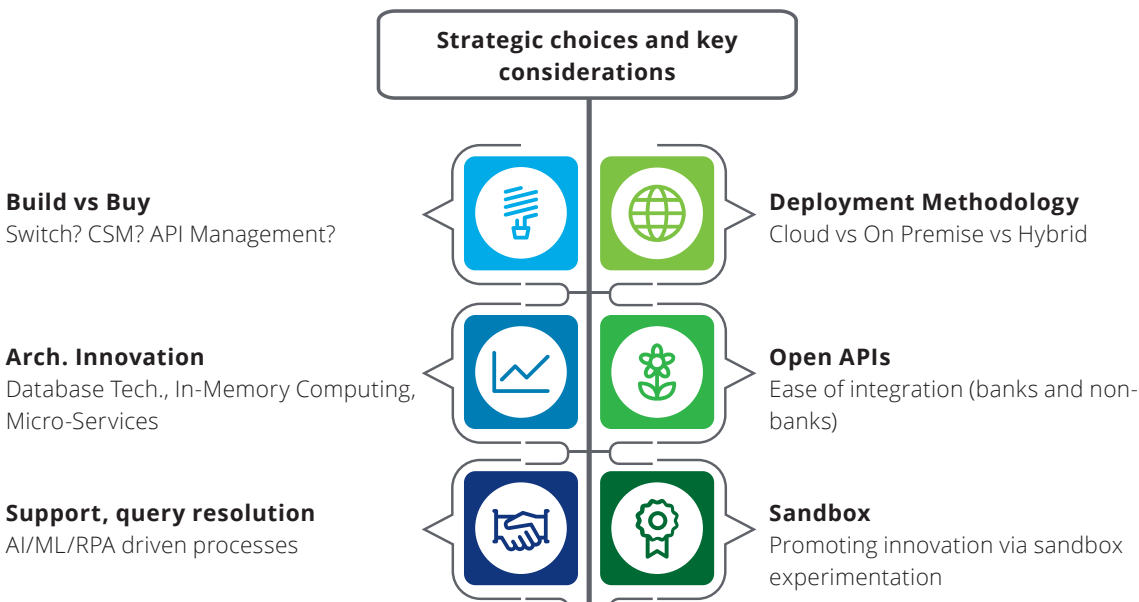 Strategic choices and key
considerations
Build vs Buy
Switch? CSM? API Management?
Deployment Methodology
Cloud vs On Premise vs Hybrid
Arch. Innovation
Database Tech., In-Memory Computing,
Micro-Services
Open APIs
Ease of integration (banks and non-
banks)
Support, query resolution
AI/ML/RPA driven processes
Sandbox
Promoting innovation via sandbox
experimentation